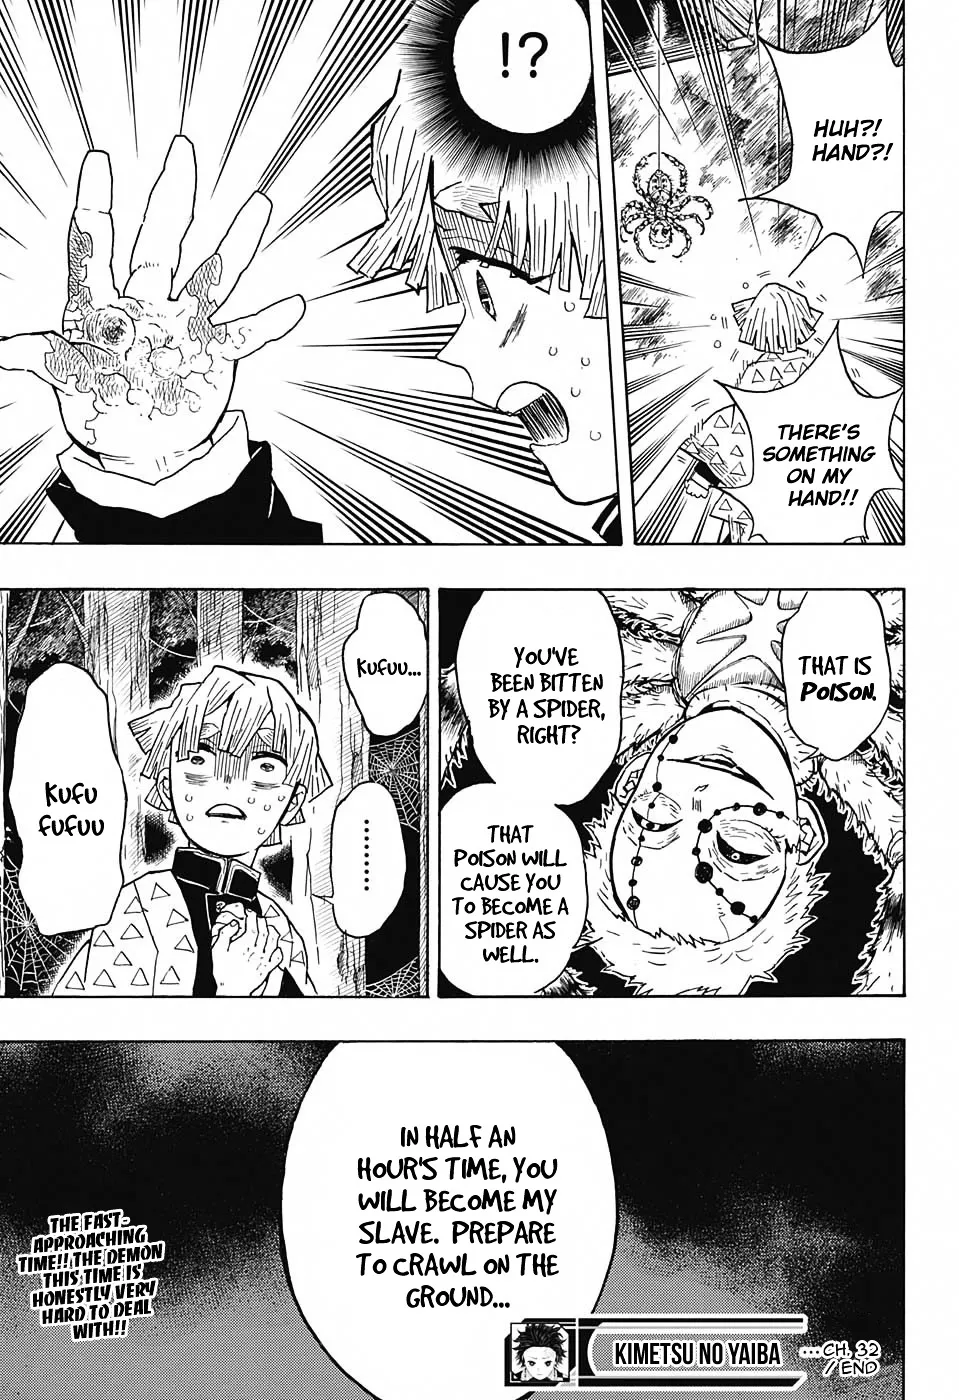 HUH?!
HAND?!
THERE'S
SOMETHING
ON MY
HAND!!
!?
THAT IS
POISON.
YOU'VE
BEEN BITTEN
BY A SPIDER,
RIGHT?
THAT
POISON WILL
CAUSE YOU
TO BECOME A
SPIDER AS
WELL.
KUFUU...
.........
KUFU
FUFUU
IN HALF AN
HOUR'S TIME, YOU
WILL BECOME MY
SLAVE. PREPARE
TO CRAWL ON THE
GROUND...
THE FAST-
APPROACHING
TIME!! THE DEMON
THIS TIME IS
HONESTLY VERY
HARD TO DEAL
WITH!!
KIMETSU NO YAIBA ...CH. 32
/ END